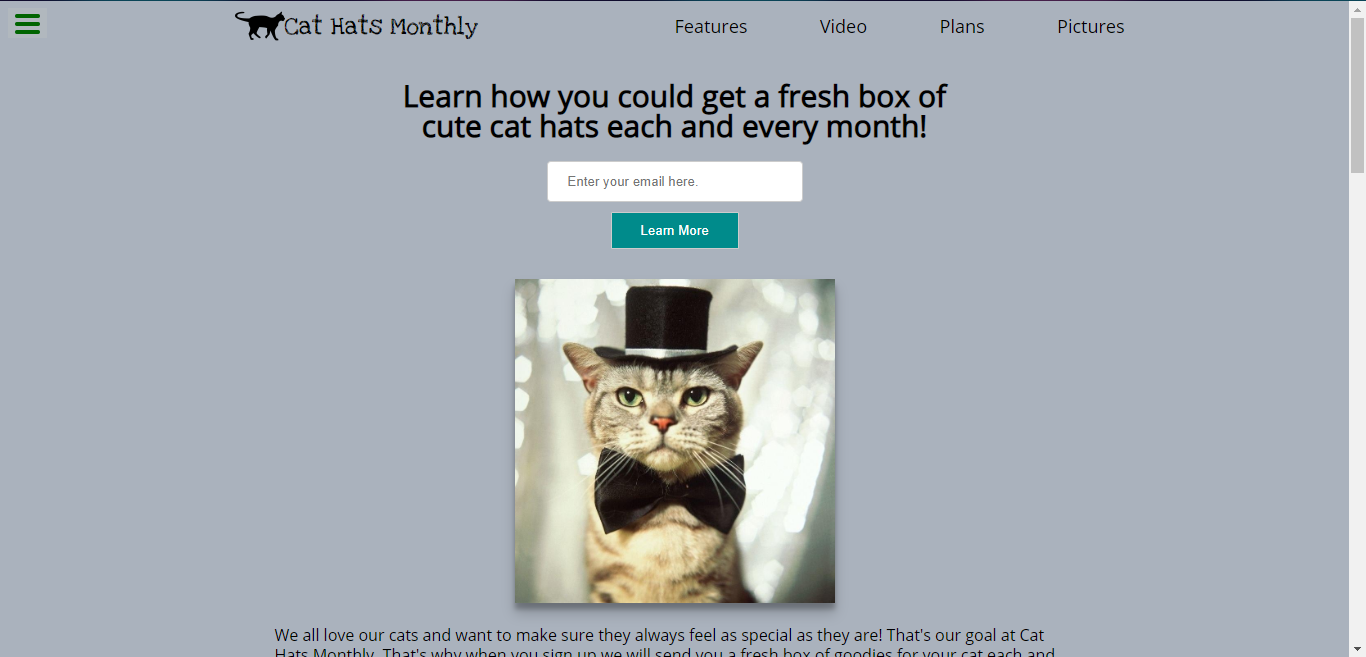 Cat Hats Monthly
Features
Video
Plans
Pictures
Learn how you could get a fresh box of
cute cat hats each and every month!
Enter your email here.
Learn More
We all love our cats and want to make sure they always feel as special as they are! That's our goal at Cat
Hats Monthly. That's why when you sign up we will send you a fresh box of goodies for your cat each and